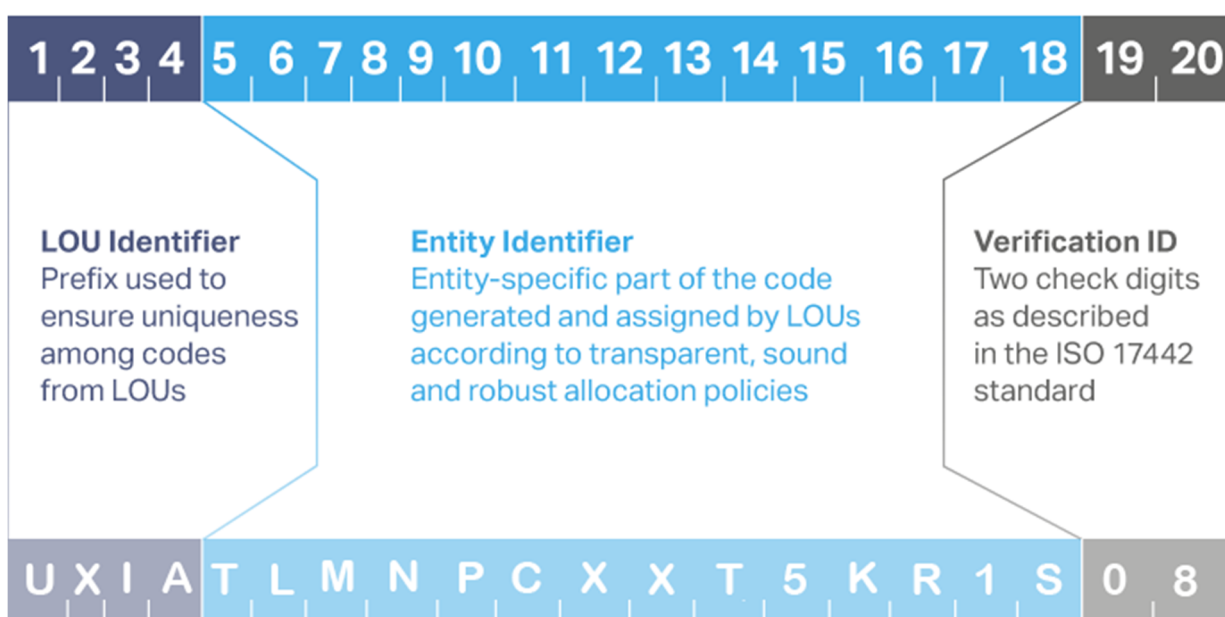 1 2 3 4 5 6 7 8 9 10 11 12 13 14 15 16 17 18 19 20
LOU Identifier
Prefix used to
ensure uniqueness
among codes
from LOUs
Entity Identifier
Entity-specific part of the code
generated and assigned by LOUs
according to transparent, sound
and robust allocation policies
Verification ID
Two check digits
as described
in the ISO 17442
standard
U X I A T L M N P C X X T 5 K R 1 S 0 8